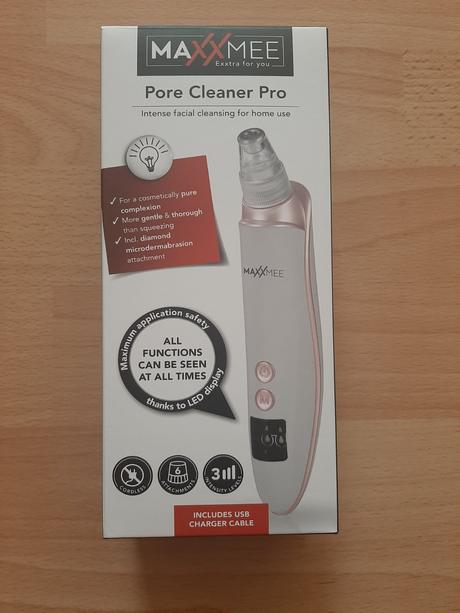 MAXXMEE
Exxtra for you
Pore Cleaner Pro
Intense facial cleansing for home use
✓ For a cosmetically pure
complexion
✓ More gentle & thorough
than squeezing
✓ Incl. diamond
microdermabrasion
attachment
MAXXMEE
Maximum application safety
ALL
FUNCTIONS
CAN BE SEEN
AT ALL TIMES
thanks to LED display
M
CORDLESS
6
ATTACHMENTS
3
INTENSITY LEVELS
INCLUDES USB
CHARGER CABLE